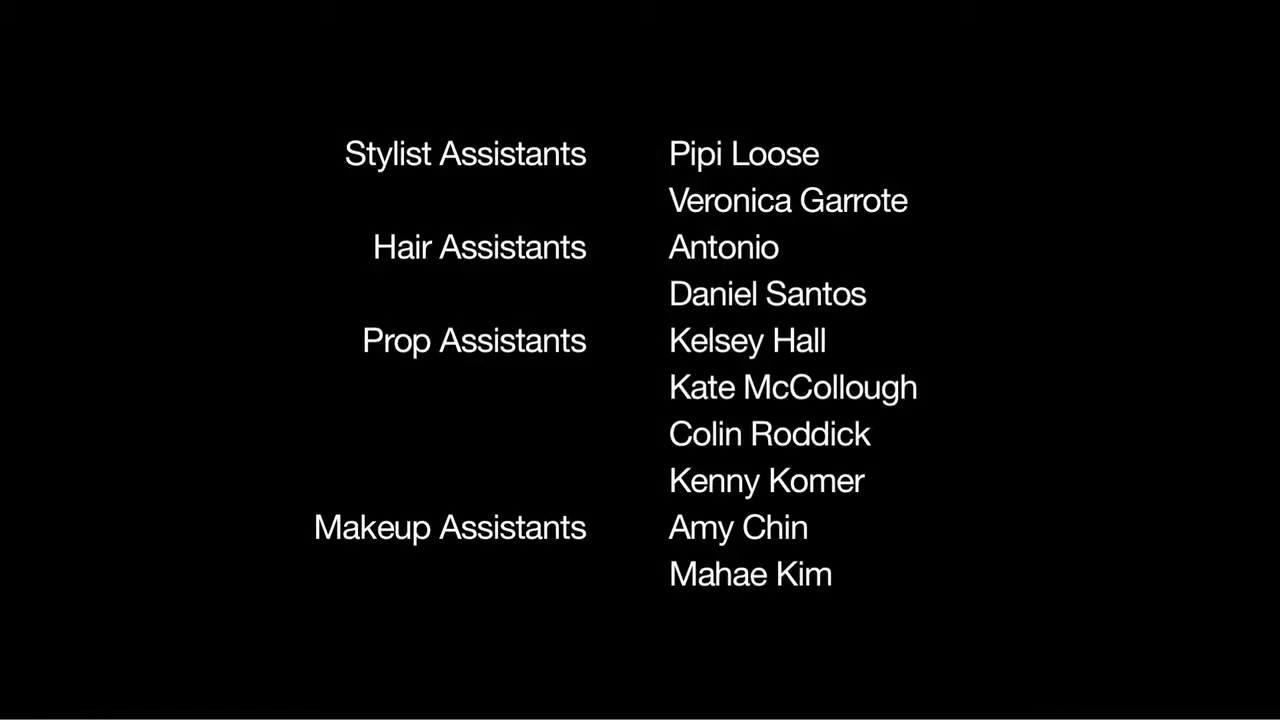 Stylist Assistants Pipi Loose
Veronica Garrote
Hair Assistants Antonio
Daniel Santos
Prop Assistants Kelsey Hall
Kate McCollough
Colin Roddick
Kenny Komer
Makeup Assistants Amy Chin
Mahae Kim